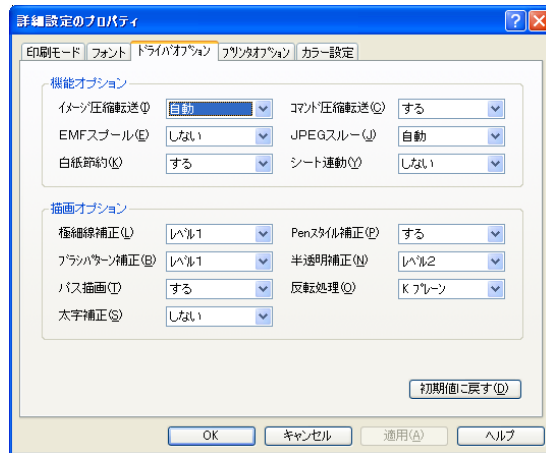 詳細設定のプロパティ
印刷モード フォント ドライバオプション プリンタオプション カラー設定
機能オプション
イメージ圧縮転送(I) 自動 コマンド圧縮転送(C) する
EMFスプール(E) しない JPEGスルー(J) 自動
白紙節約(K) する シート連動(Y) しない
描画オプション
極細線補正(L) レベル1 Penスタイル補正(P) する
ブラシパターン補正(B) レベル1 半透明補正(N) レベル2
パス描画(T) する 反転処理(O) K プレーン
太字補正(S) しない
初期値に戻す(D)
OK キャンセル 適用(A) ヘルプ